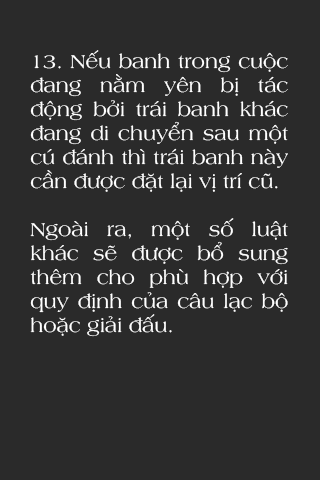 13. Nếu banh trong cuộc
đang nằm yên bị tác
động bởi trái banh khác
đang di chuyển sau một
cú đánh thì trái banh này
cần được đặt lại vị trí cũ.
Ngoài ra, một số luật
khác sẽ được bổ sung
thêm cho phù hợp với
quy định của câu lạc bộ
hoặc giải đấu.